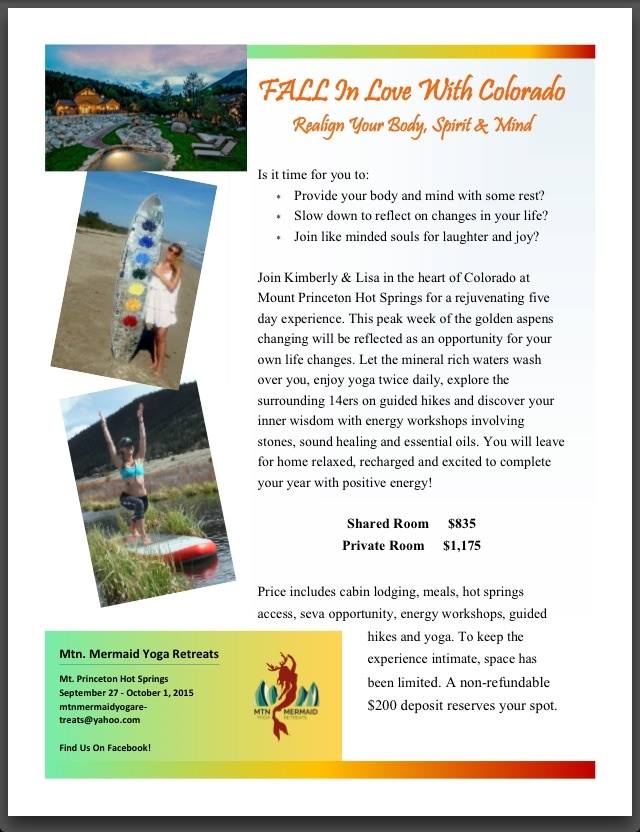 FALL In Love With Colorado
Realign Your Body, Spirit & Mind
Is it time for you to:
* Provide your body and mind with some rest?
* Slow down to reflect on changes in your life?
* Join like minded souls for laughter and joy?
Join Kimberly & Lisa in the heart of Colorado at
Mount Princeton Hot Springs for a rejuvenating five
day experience. This peak week of the golden aspens
changing will be reflected as an opportunity for your
own life changes. Let the mineral rich waters wash
over you, enjoy yoga twice daily, explore the
surrounding 14ers on guided hikes and discover your
inner wisdom with energy workshops involving
stones, sound healing and essential oils. You will leave
for home relaxed, recharged and excited to complete
your year with positive energy!
Shared Room $835
Private Room $1,175
Price includes cabin lodging, meals, hot springs
access, seva opportunity, energy workshops, guided
hikes and yoga. To keep the
experience intimate, space has
been limited. A non-refundable
$200 deposit reserves your spot.
Mtn. Mermaid Yoga Retreats
Mt. Princeton Hot Springs
September 27 - October 1, 2015
mtnmermaidyogare-
treats@yahoo.com
Find Us On Facebook!
MTN MERMAID
YOGA RETREATS